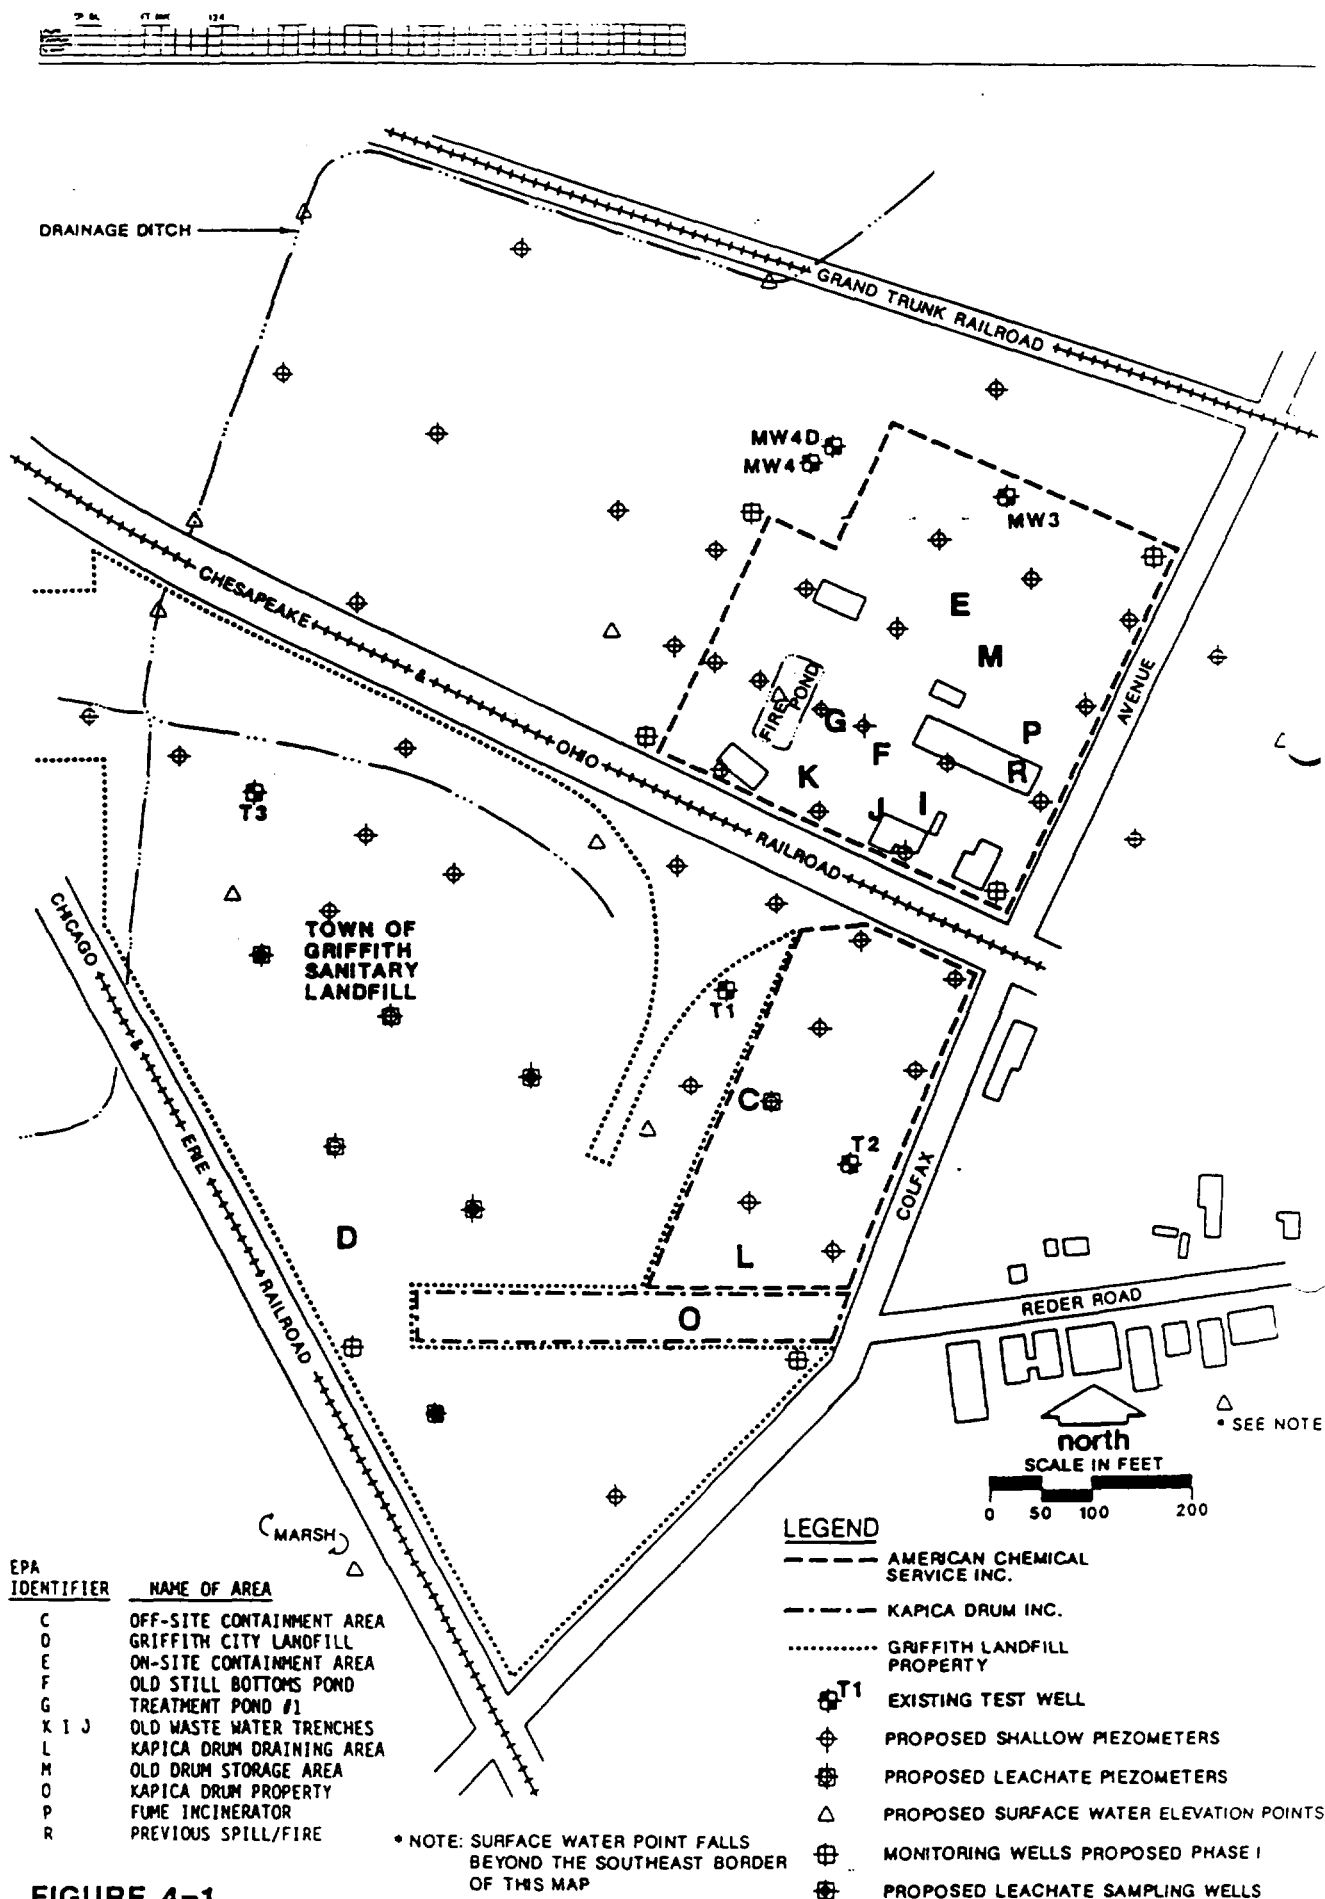 DRAINAGE DITCH
GRAND TRUNK RAILROAD
MW4D
MW4
MW3
CHESAPEAKE & OHIO RAILROAD
E
M
AVENUE
FIRE POND
G
F
P
R
K
J
I
T3
CHICAGO & ERIE RAILROAD
TOWN OF
GRIFFITH
SANITARY
LANDFILL
T1
C
T2
COLFAX
D
L
O
REDER ROAD
* SEE NOTE
north
SCALE IN FEET
0 50 100 200
MARSH
LEGEND
AMERICAN CHEMICAL
SERVICE INC.
KAPICA DRUM INC.
GRIFFITH LANDFILL
PROPERTY
T1 EXISTING TEST WELL
PROPOSED SHALLOW PIEZOMETERS
PROPOSED LEACHATE PIEZOMETERS
PROPOSED SURFACE WATER ELEVATION POINTS
MONITORING WELLS PROPOSED PHASE I
PROPOSED LEACHATE SAMPLING WELLS
EPA
IDENTIFIER NAME OF AREA
C OFF-SITE CONTAINMENT AREA
D GRIFFITH CITY LANDFILL
E ON-SITE CONTAINMENT AREA
F OLD STILL BOTTOMS POND
G TREATMENT POND #1
K I J OLD WASTE WATER TRENCHES
L KAPICA DRUM DRAINING AREA
M OLD DRUM STORAGE AREA
O KAPICA DRUM PROPERTY
P FUME INCINERATOR
R PREVIOUS SPILL/FIRE
* NOTE: SURFACE WATER POINT FALLS
BEYOND THE SOUTHEAST BORDER
OF THIS MAP
FIGURE 4-1